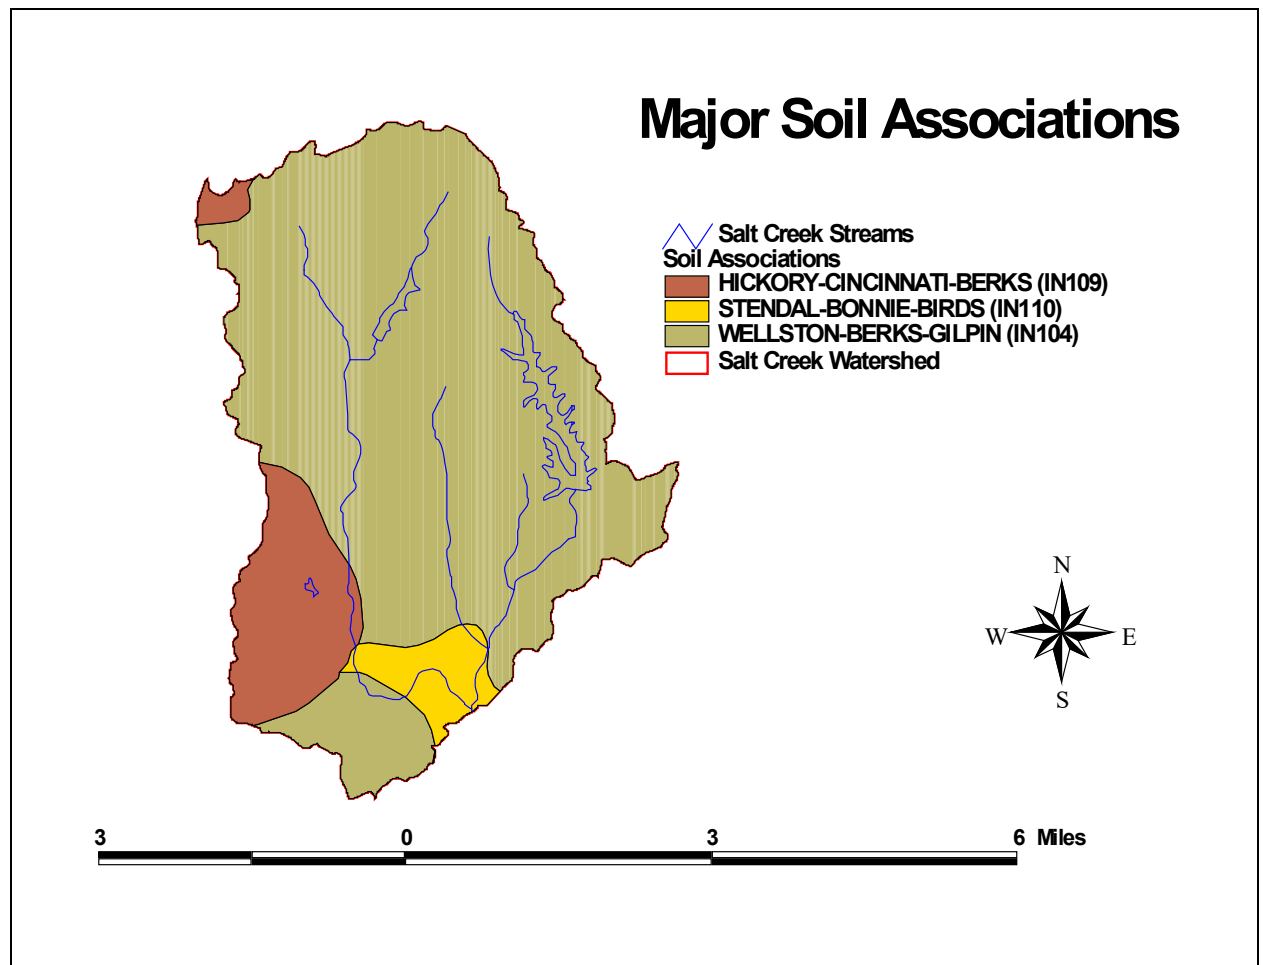 Major Soil Associations
Salt Creek Streams
Soil Associations
HICKORY-CINCINNATI-BERKS (IN109)
STENDAL-BONNIE-BIRDS (IN110)
WELLSTON-BERKS-GILPIN (IN104)
Salt Creek Watershed
N
W E
S
3 0 3 6 Miles